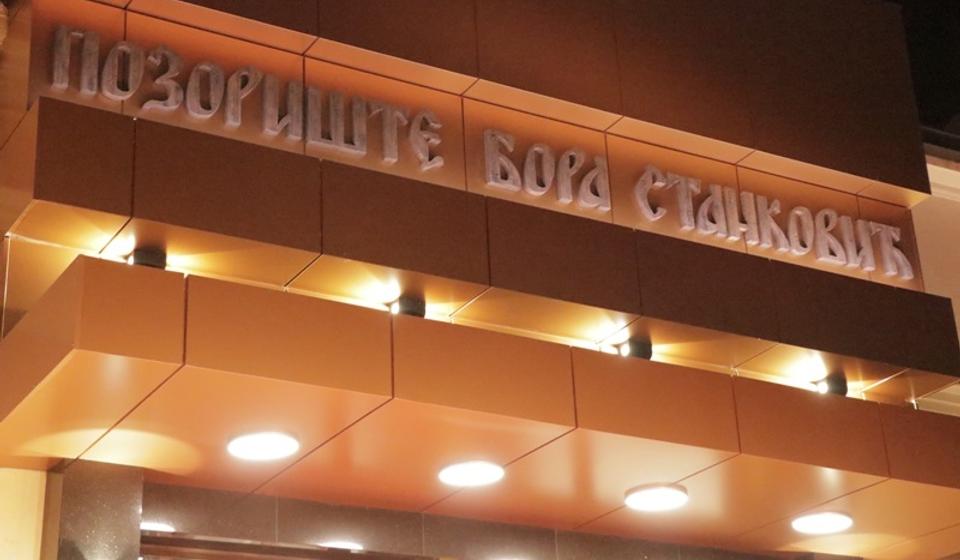 ПОЗОРИШТЕ БОРА СТАНКОВИЋ